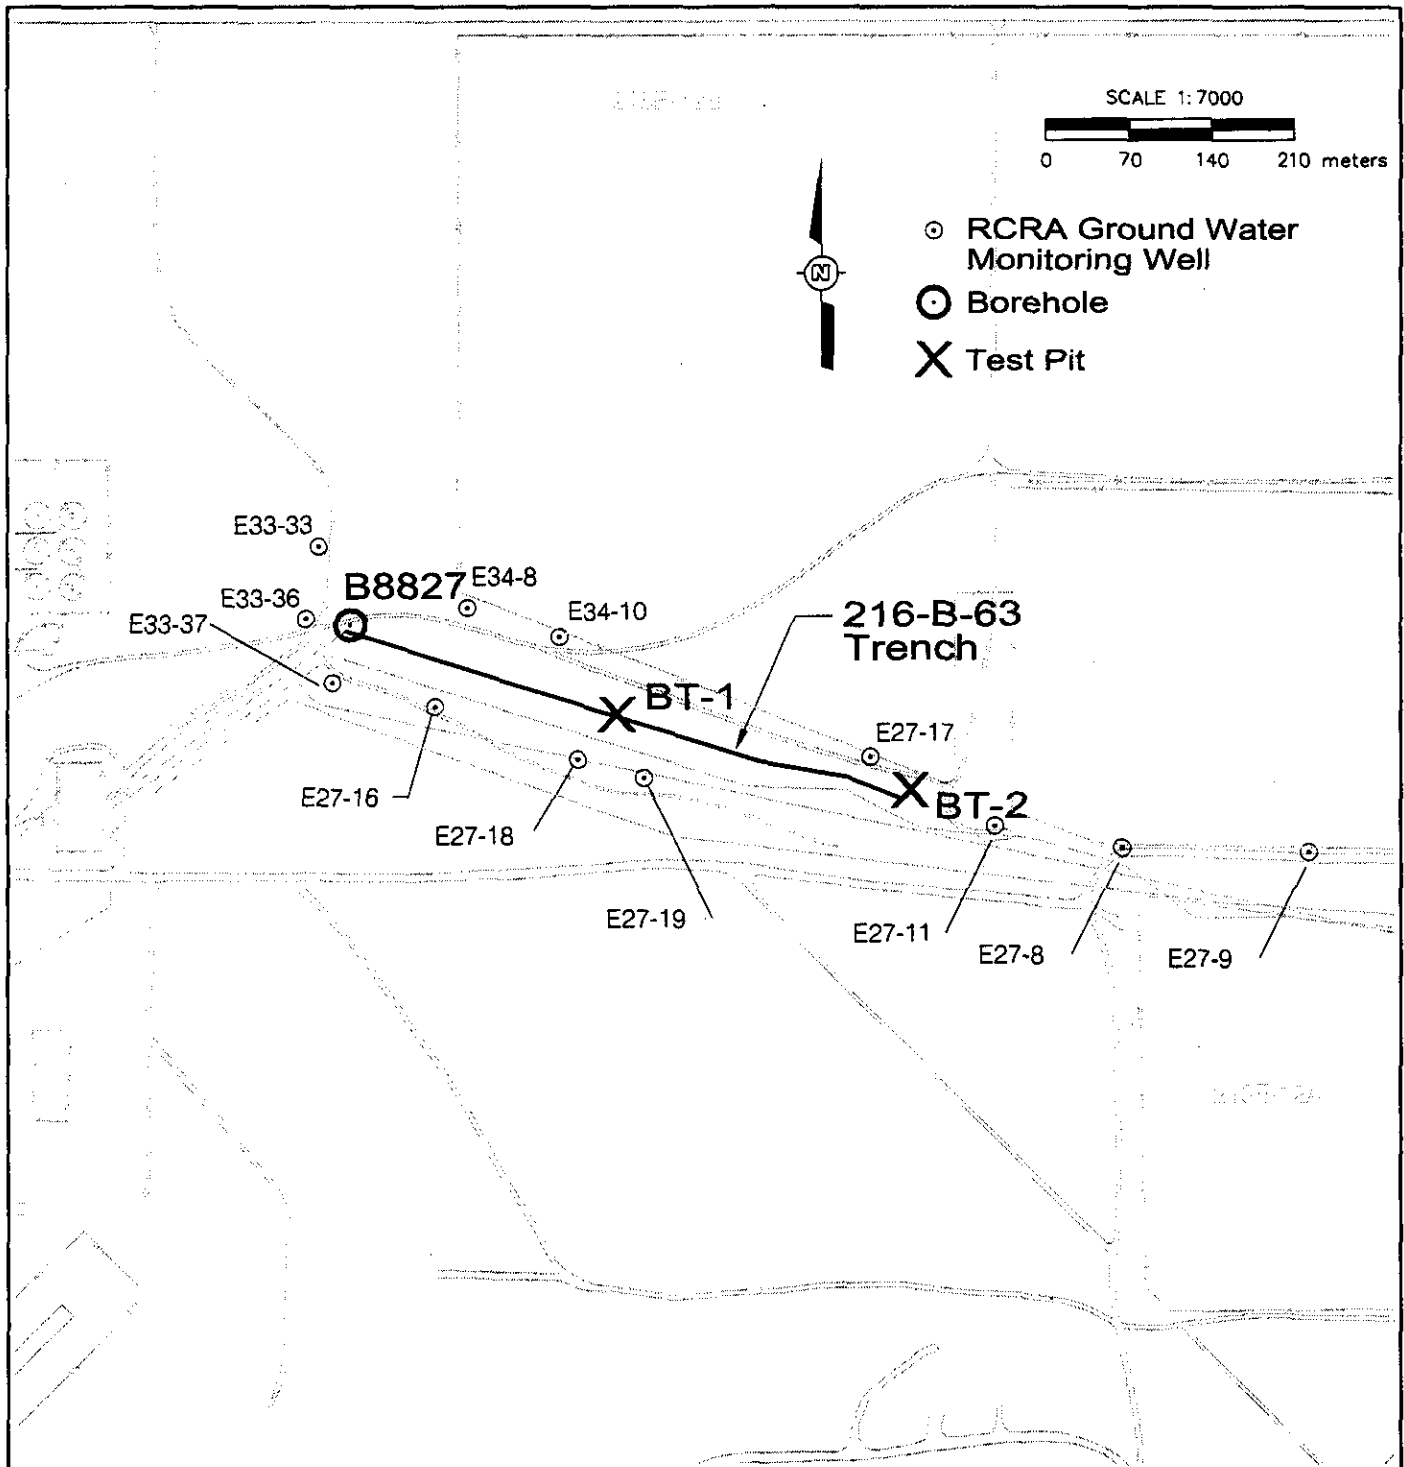 SCALE 1:7000
0 70 140 210 meters
N
RCRA Ground Water
Monitoring Well
Borehole
Test Pit
E33-33
B8827
E34-8
E33-36
E34-10
E33-37
216-B-63
Trench
BT-1
E27-17
E27-16
BT-2
E27-18
E27-19
E27-11
E27-8
E27-9